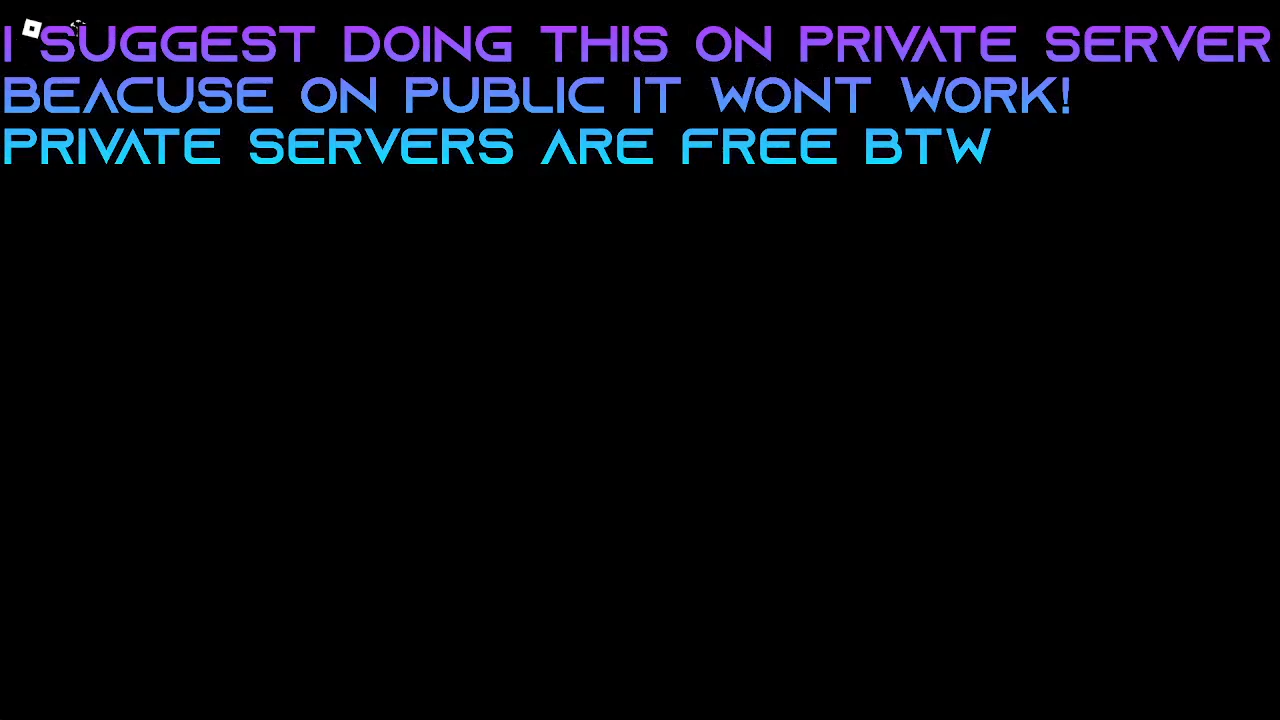 I SUGGEST DOING THIS ON PRIVATE SERVER
BEACUSE ON PUBLIC IT WONT WORK!
PRIVATE SERVERS ARE FREE BTW